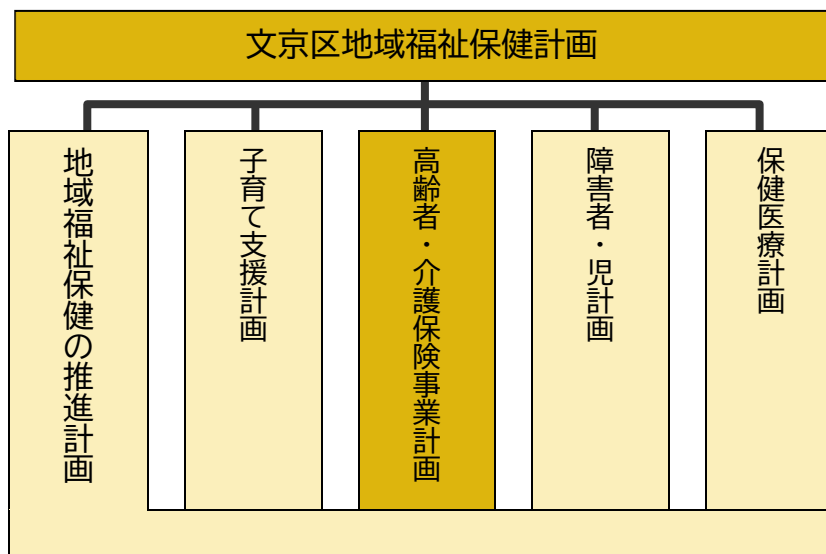 文京区地域福祉保健計画
地域福祉保健の推進計画
子育て支援計画
高齢者・介護保険事業計画
障害者・児計画
保健医療計画